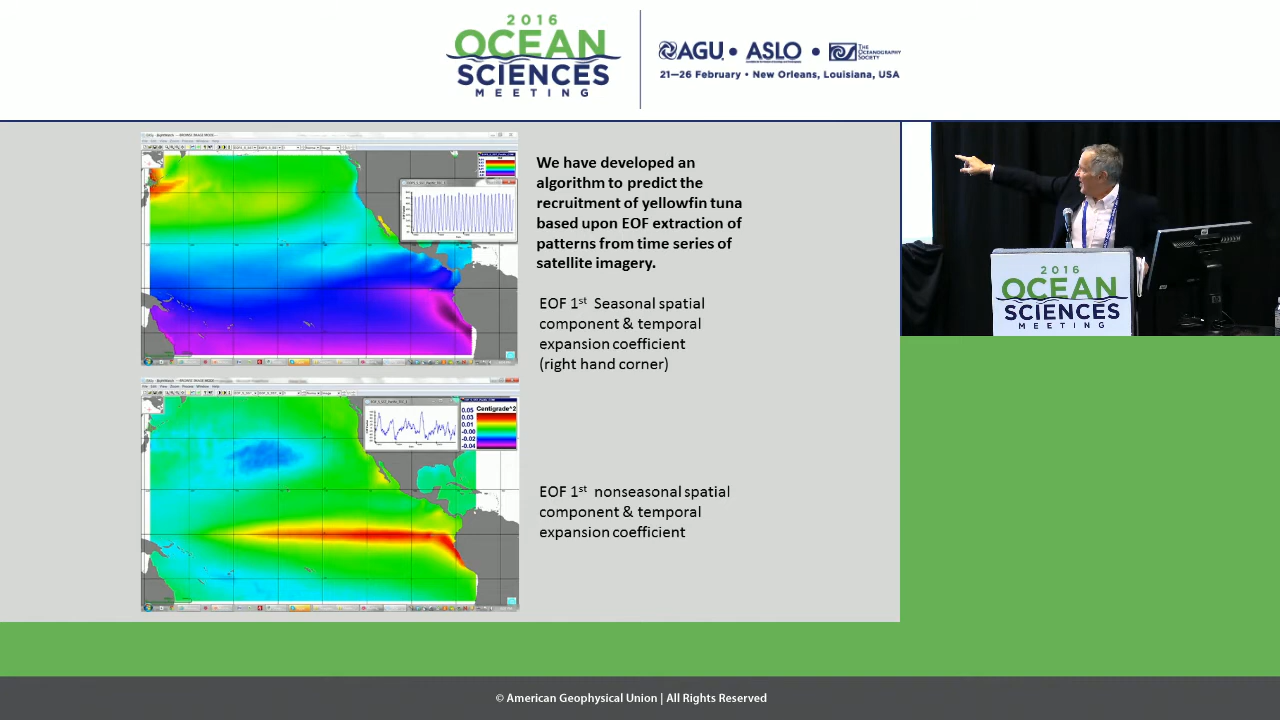 2016
OCEAN
SCIENCES
MEETING
AGU • ASLO • THE OCEANOGRAPHY SOCIETY
21—26 February • New Orleans, Louisiana, USA
We have developed an
algorithm to predict the
recruitment of yellowfin tuna
based upon EOF extraction of
patterns from time series of
satellite imagery.
EOF 1st Seasonal spatial
component & temporal
expansion coefficient
(right hand corner)
0.05 Centigrade^2
0.03
0.01
-0.00
-0.02
-0.04
EOF 1st nonseasonal spatial
component & temporal
expansion coefficient
2016
OCEAN
SCIENCES
MEETING
© American Geophysical Union | All Rights Reserved